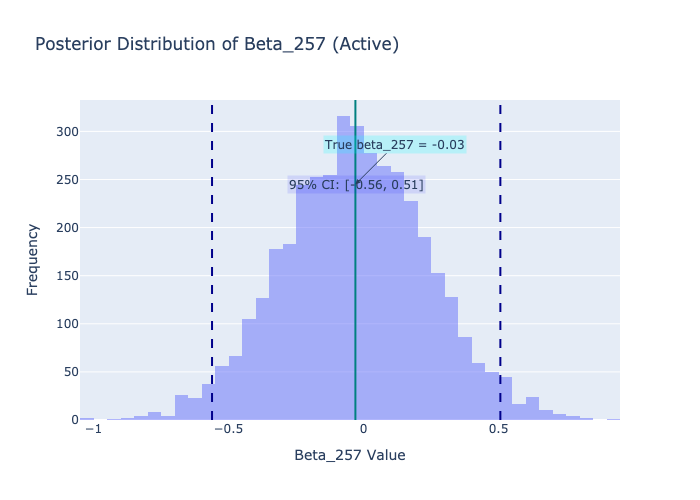 Posterior Distribution of Beta_257 (Active)
300
250
200
150
100
50
0
Frequency
True beta_257 = -0.03
95% CI: [-0.56, 0.51]
−1
−0.5
0
0.5
Beta_257 Value